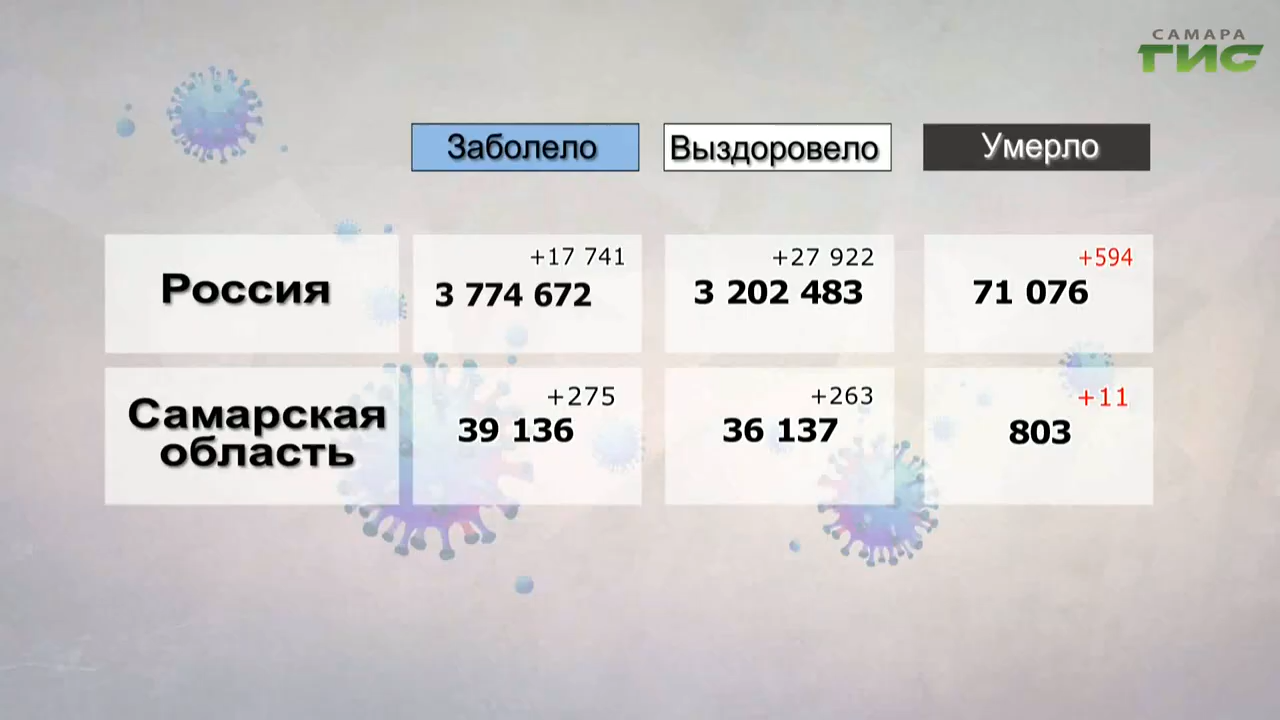 САМАРА
ГИС
Заболело Выздоровело Умерло
+17 741 +27 922 +594
Россия 3 774 672 3 202 483 71 076
+275 +263 +11
Самарская
область 39 136 36 137 803